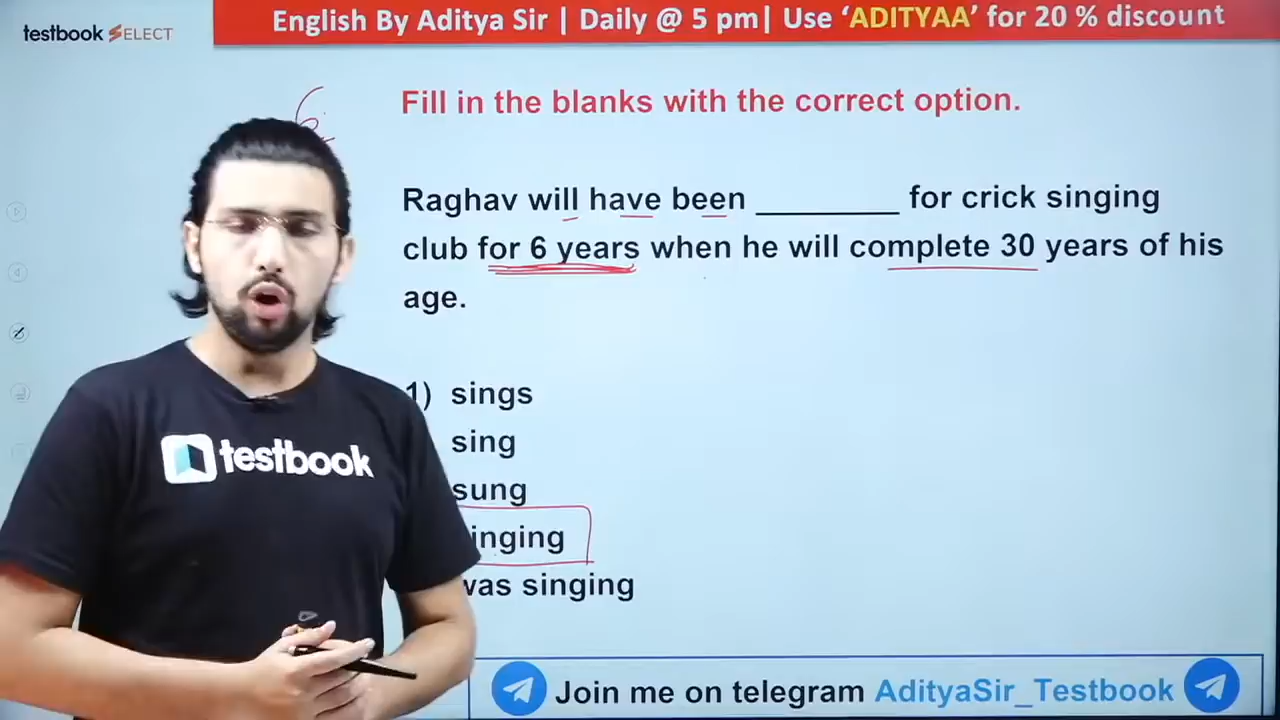 testbook SELECT
English By Aditya Sir | Daily @ 5 pm| Use ‘ADITYAA’ for 20 % discount
Fill in the blanks with the correct option.
Raghav will have been _________ for crick singing
club for 6 years when he will complete 30 years of his
age.
1) sings
sing
sung
inging
was singing
testbook
Join me on telegram AdityaSir_Testbook